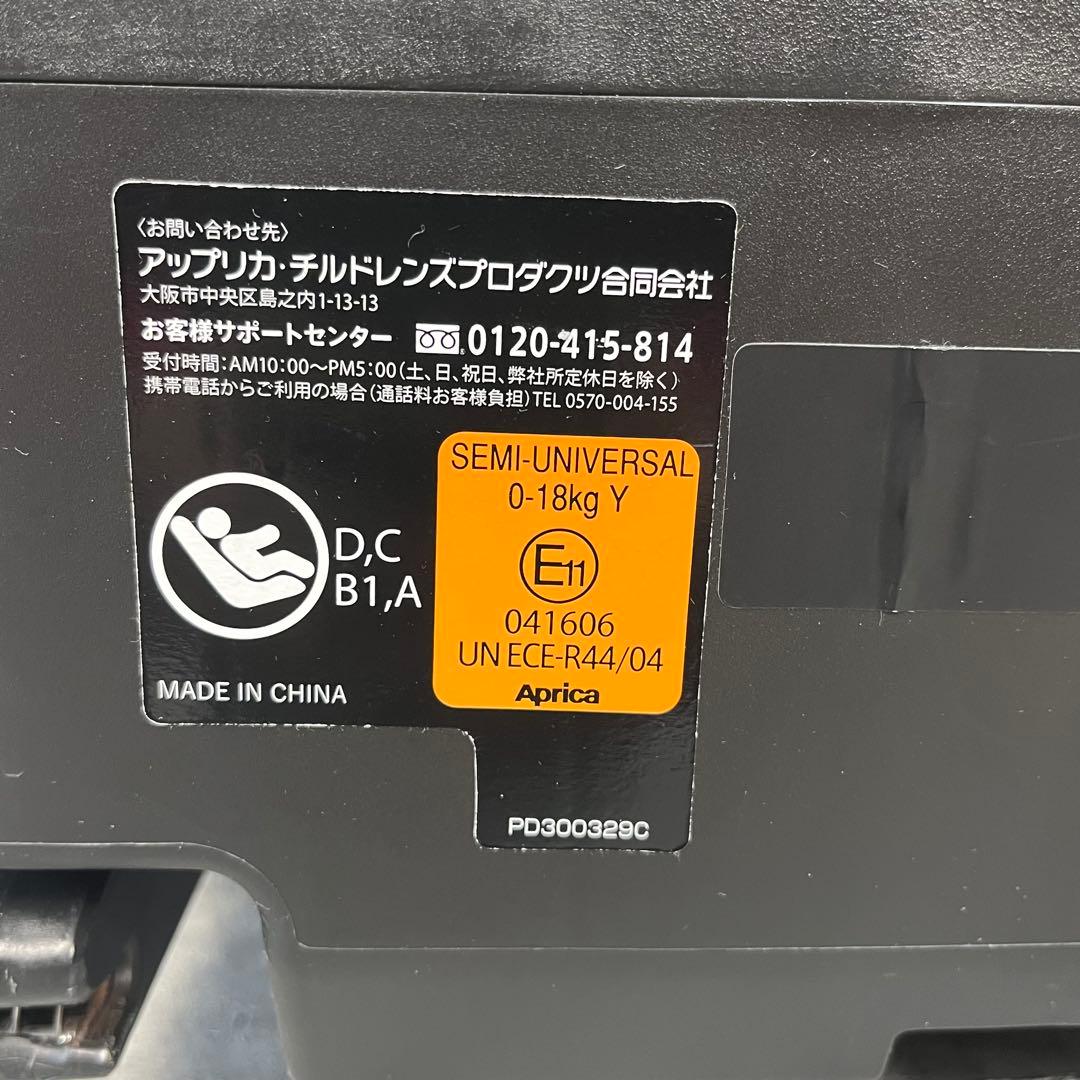 〈お問い合わせ先〉
アップリカ・チルドレンズプロダクツ合同会社
大阪市中央区島之内1-13-13
お客様サポートセンター 0120-415-814
受付時間：AM10：00〜PM5：00（土、日、祝日、弊社所定休日を除く）
携帯電話からご利用の場合（通話料お客様負担）TEL 0570-004-155
D,C
B1,A
MADE IN CHINA
SEMI-UNIVERSAL
0-18kg Y
E11
041606
UN ECE-R44/04
Aprica
PD300329C